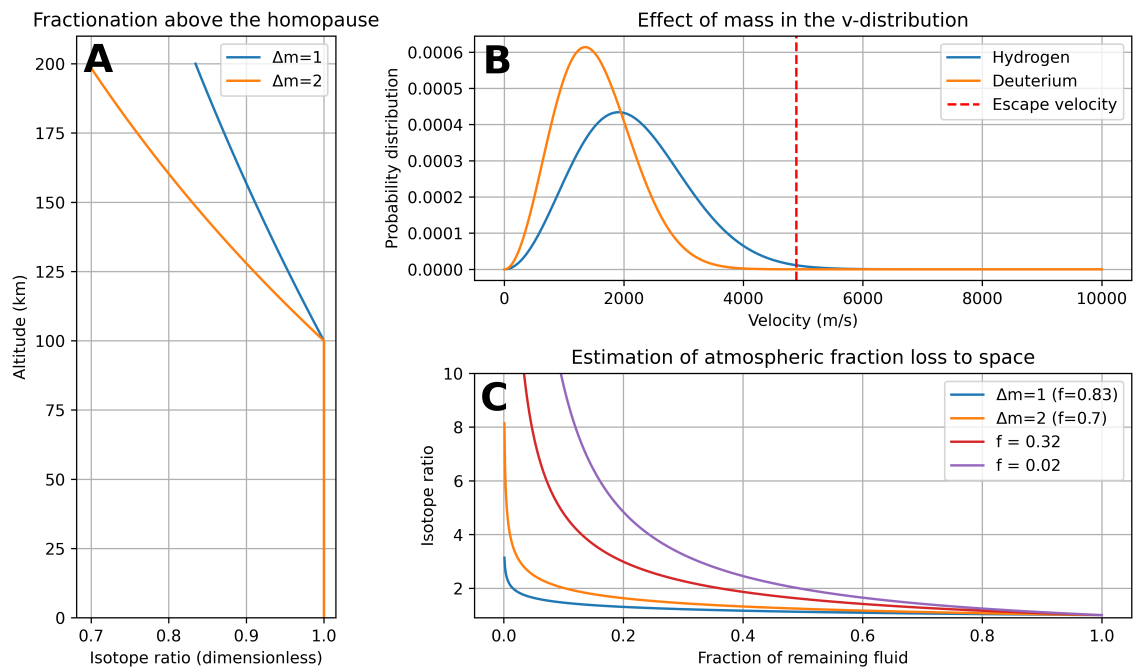 Fractionation above the homopause
A
Δm=1
Δm=2
200
175
150
125
100
75
50
25
0
Altitude (km)
0.7 0.8 0.9 1.0
Isotope ratio (dimensionless)
Effect of mass in the v-distribution
B
Hydrogen
Deuterium
Escape velocity
0.0006
0.0005
0.0004
0.0003
0.0002
0.0001
0.0000
Probability distribution
0 2000 4000 6000 8000 10000
Velocity (m/s)
Estimation of atmospheric fraction loss to space
C
Δm=1 (f=0.83)
Δm=2 (f=0.7)
f = 0.32
f = 0.02
10
8
6
4
2
Isotope ratio
0.0 0.2 0.4 0.6 0.8 1.0
Fraction of remaining fluid